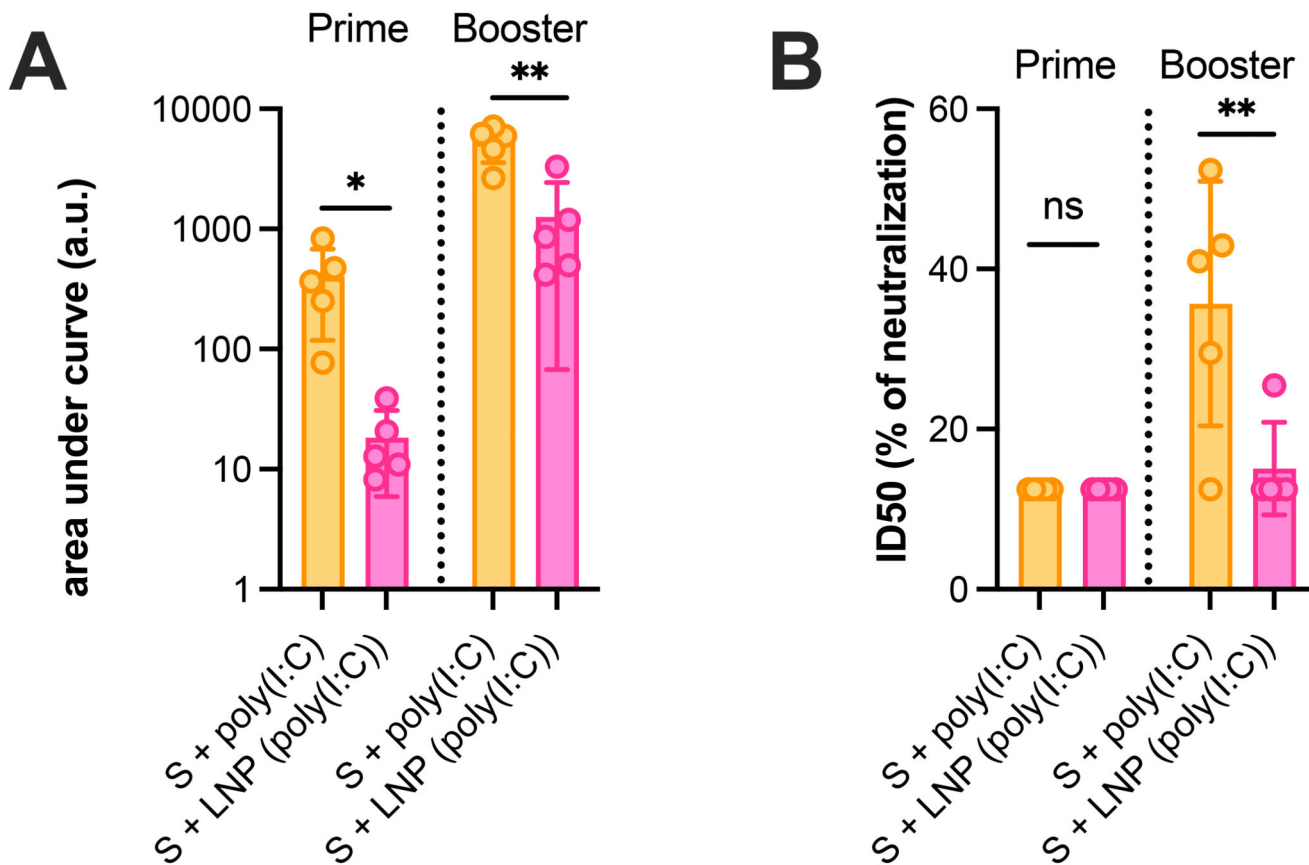 A
Prime
Booster
**
*
area under curve (a.u.)
10000
1000
100
10
1
S + poly(I:C)
S + LNP (poly(I:C))
S + poly(I:C)
S + LNP (poly(I:C))
B
Prime
Booster
**
ns
ID50 (% of neutralization)
60
40
20
0
S + poly(I:C)
S + LNP (poly(I:C))
S + poly(I:C)
S + LNP (poly(I:C)))